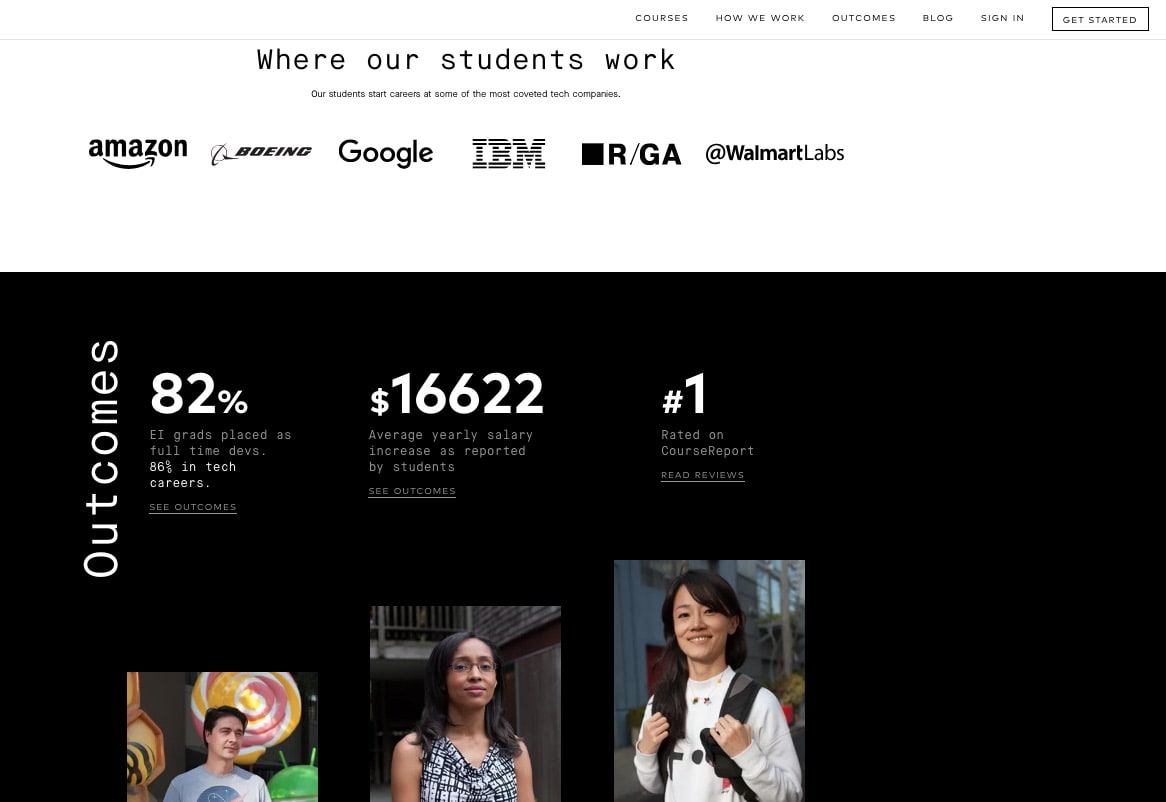 COURSES HOW WE WORK OUTCOMES BLOG SIGN IN GET STARTED
Where our students work
Our students start careers at some of the most coveted tech companies.
amazon BOEING Google IBM R/GA @WalmartLabs
Outcomes
82%
EI grads placed as
full time devs.
86% in tech
careers.
SEE OUTCOMES
$16622
Average yearly salary
increase as reported
by students
SEE OUTCOMES
#1
Rated on
CourseReport
READ REVIEWS